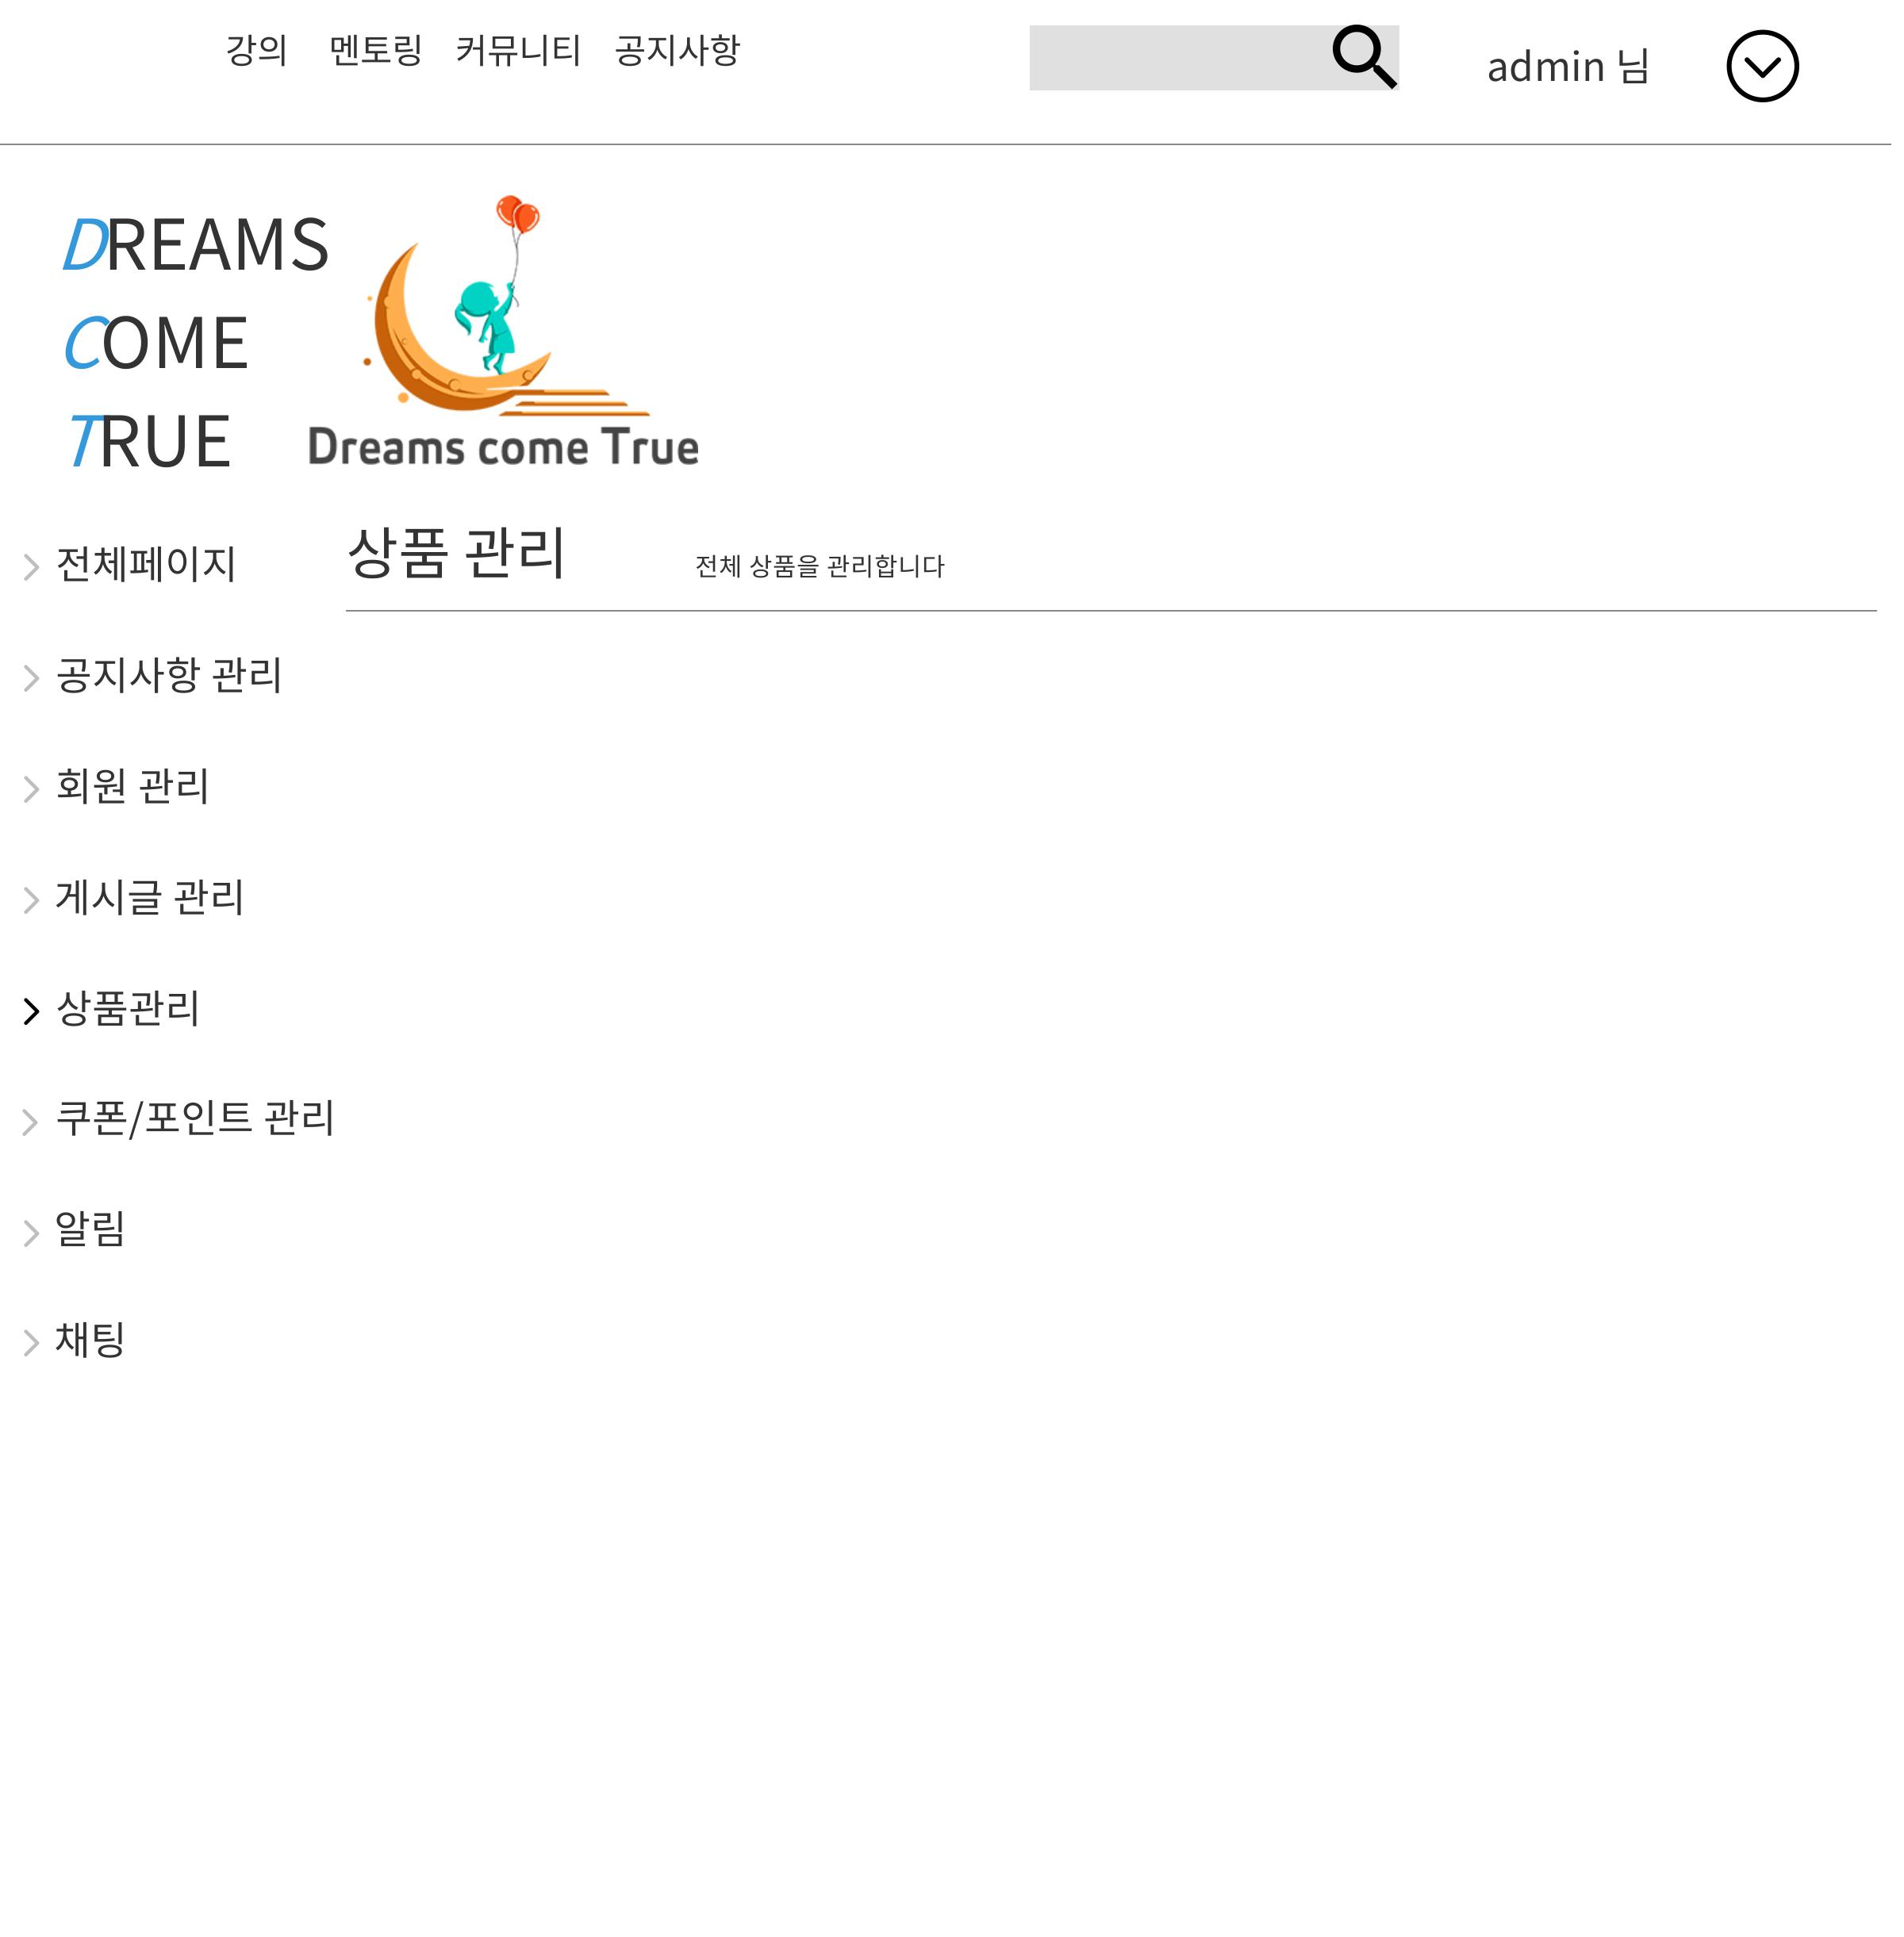 강의 멘토링 커뮤니티 공지사항
admin 님
DREAMS
COME
TRUE
Dreams come True
상품 관리 전체 상품을 관리합니다
전체페이지
공지사항 관리
회원 관리
게시글 관리
상품관리
쿠폰/포인트 관리
알림
채팅